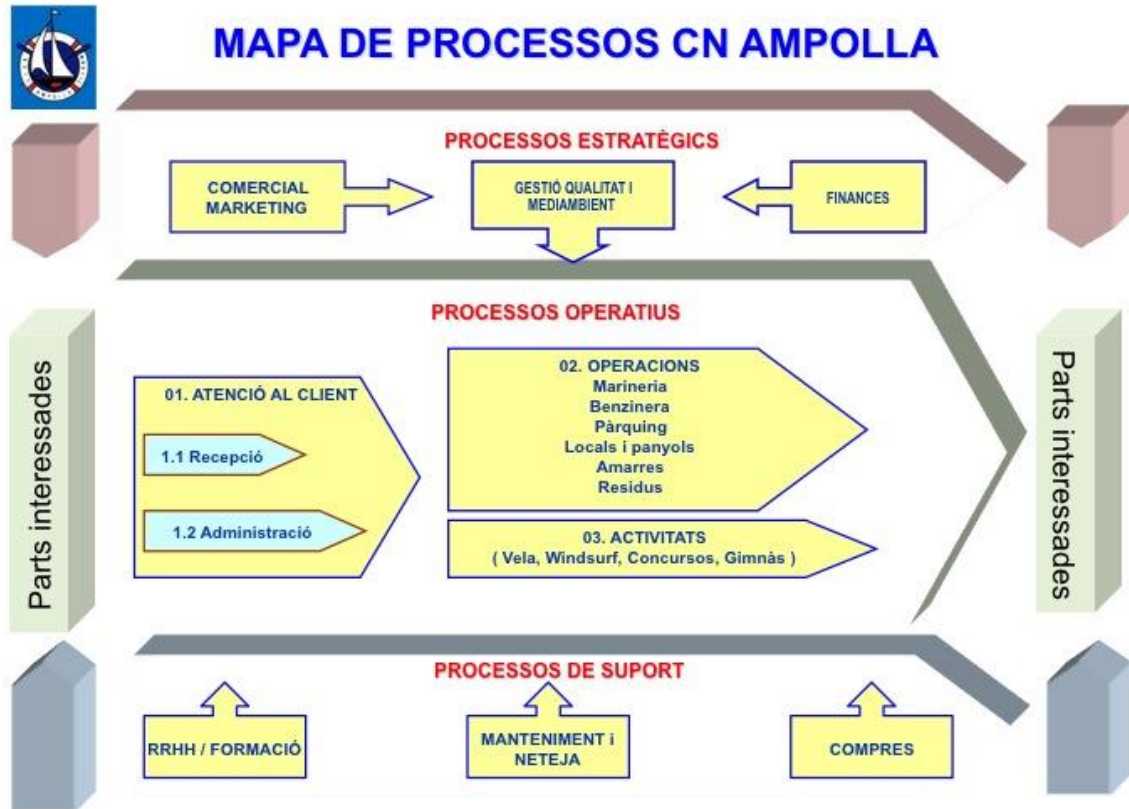 MAPA DE PROCESSOS CN AMPOLLA
PROCESSOS ESTRATÈGICS
COMERCIAL
MARKETING
GESTIÓ QUALITAT I
MEDIAMBIENT
FINANCES
PROCESSOS OPERATIUS
Parts interessades
01. ATENCIÓ AL CLIENT
1.1 Recepció
1.2 Administració
02. OPERACIONS
Marineria
Benzinera
Pàrquing
Locals i panyols
Amarres
Residus
03. ACTIVITATS
( Vela, Windsurf, Concursos, Gimnàs )
Parts interessades
PROCESSOS DE SUPORT
RRHH / FORMACIÓ
MANTENIMENT i
NETEJA
COMPRES